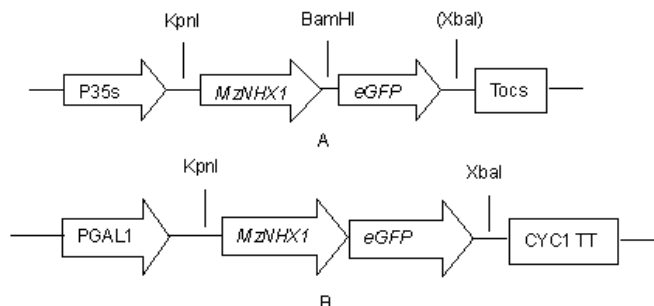 KpnI BamHI (XbaI)
P35s MzNHX1 eGFP Tocs
A
KpnI XbaI
PGAL1 MzNHX1 eGFP CYC1 TT
B